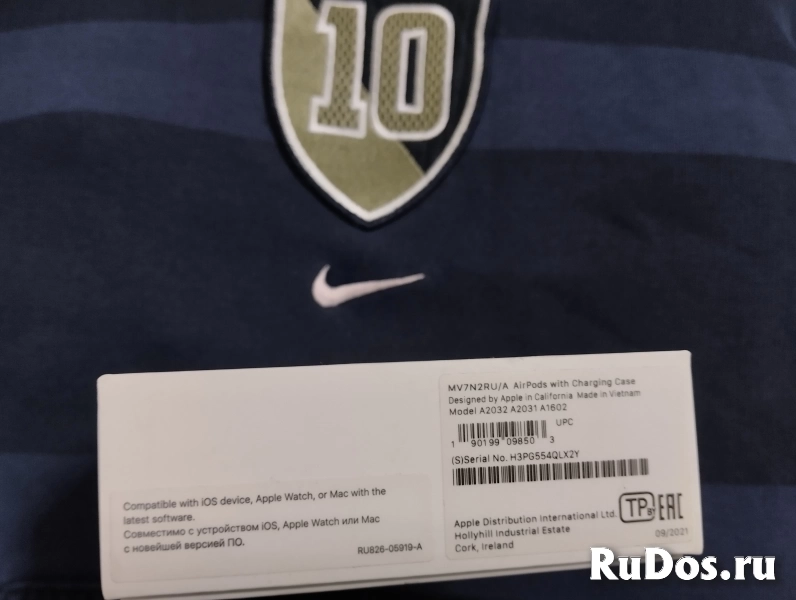 10
MV7N2RU/A AirPods with Charging Case
Designed by Apple in California Made in Vietnam
Model A2032 A2031 A1602
UPC
1 90199 09850 3
(S)Serial No. H3PG554QLX2Y
Compatible with iOS device, Apple Watch, or Mac with the
latest software.
Совместимо с устройством iOS, Apple Watch или Mac
с новейшей версией ПО.
RU826-05919-A
Apple Distribution International Ltd.
Hollyhill Industrial Estate
Cork, Ireland
TP BY EAC
09/2021
RuDos.ru